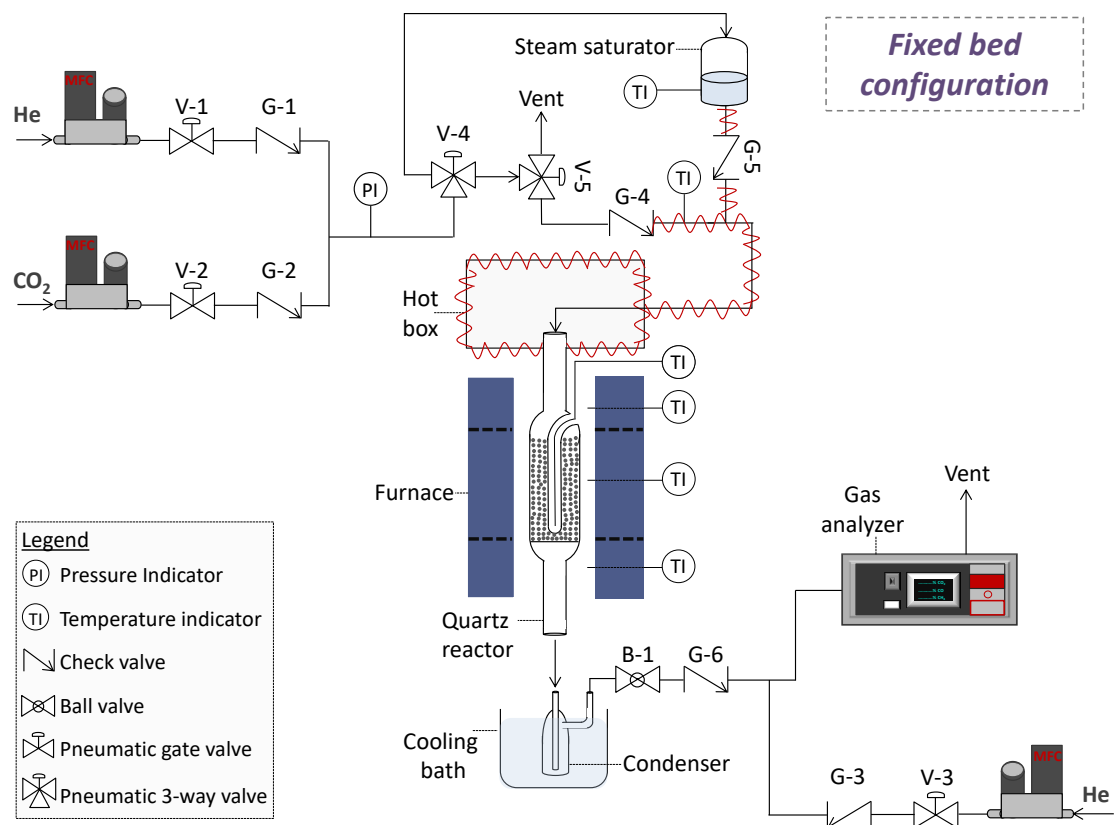 Fixed bed
configuration
Steam saturator
TI
Vent
MFC
He
V-1
G-1
V-4
V-5
G-5
PI
G-4
TI
MFC
CO₂
V-2
G-2
Hot
box
TI
TI
TI
TI
Furnace
Quartz
reactor
Gas
analyzer
Vent
B-1
G-6
Cooling
bath
Condenser
G-3
V-3
MFC
He
Legend
PI Pressure Indicator
TI Temperature indicator
Check valve
Ball valve
Pneumatic gate valve
Pneumatic 3-way valve